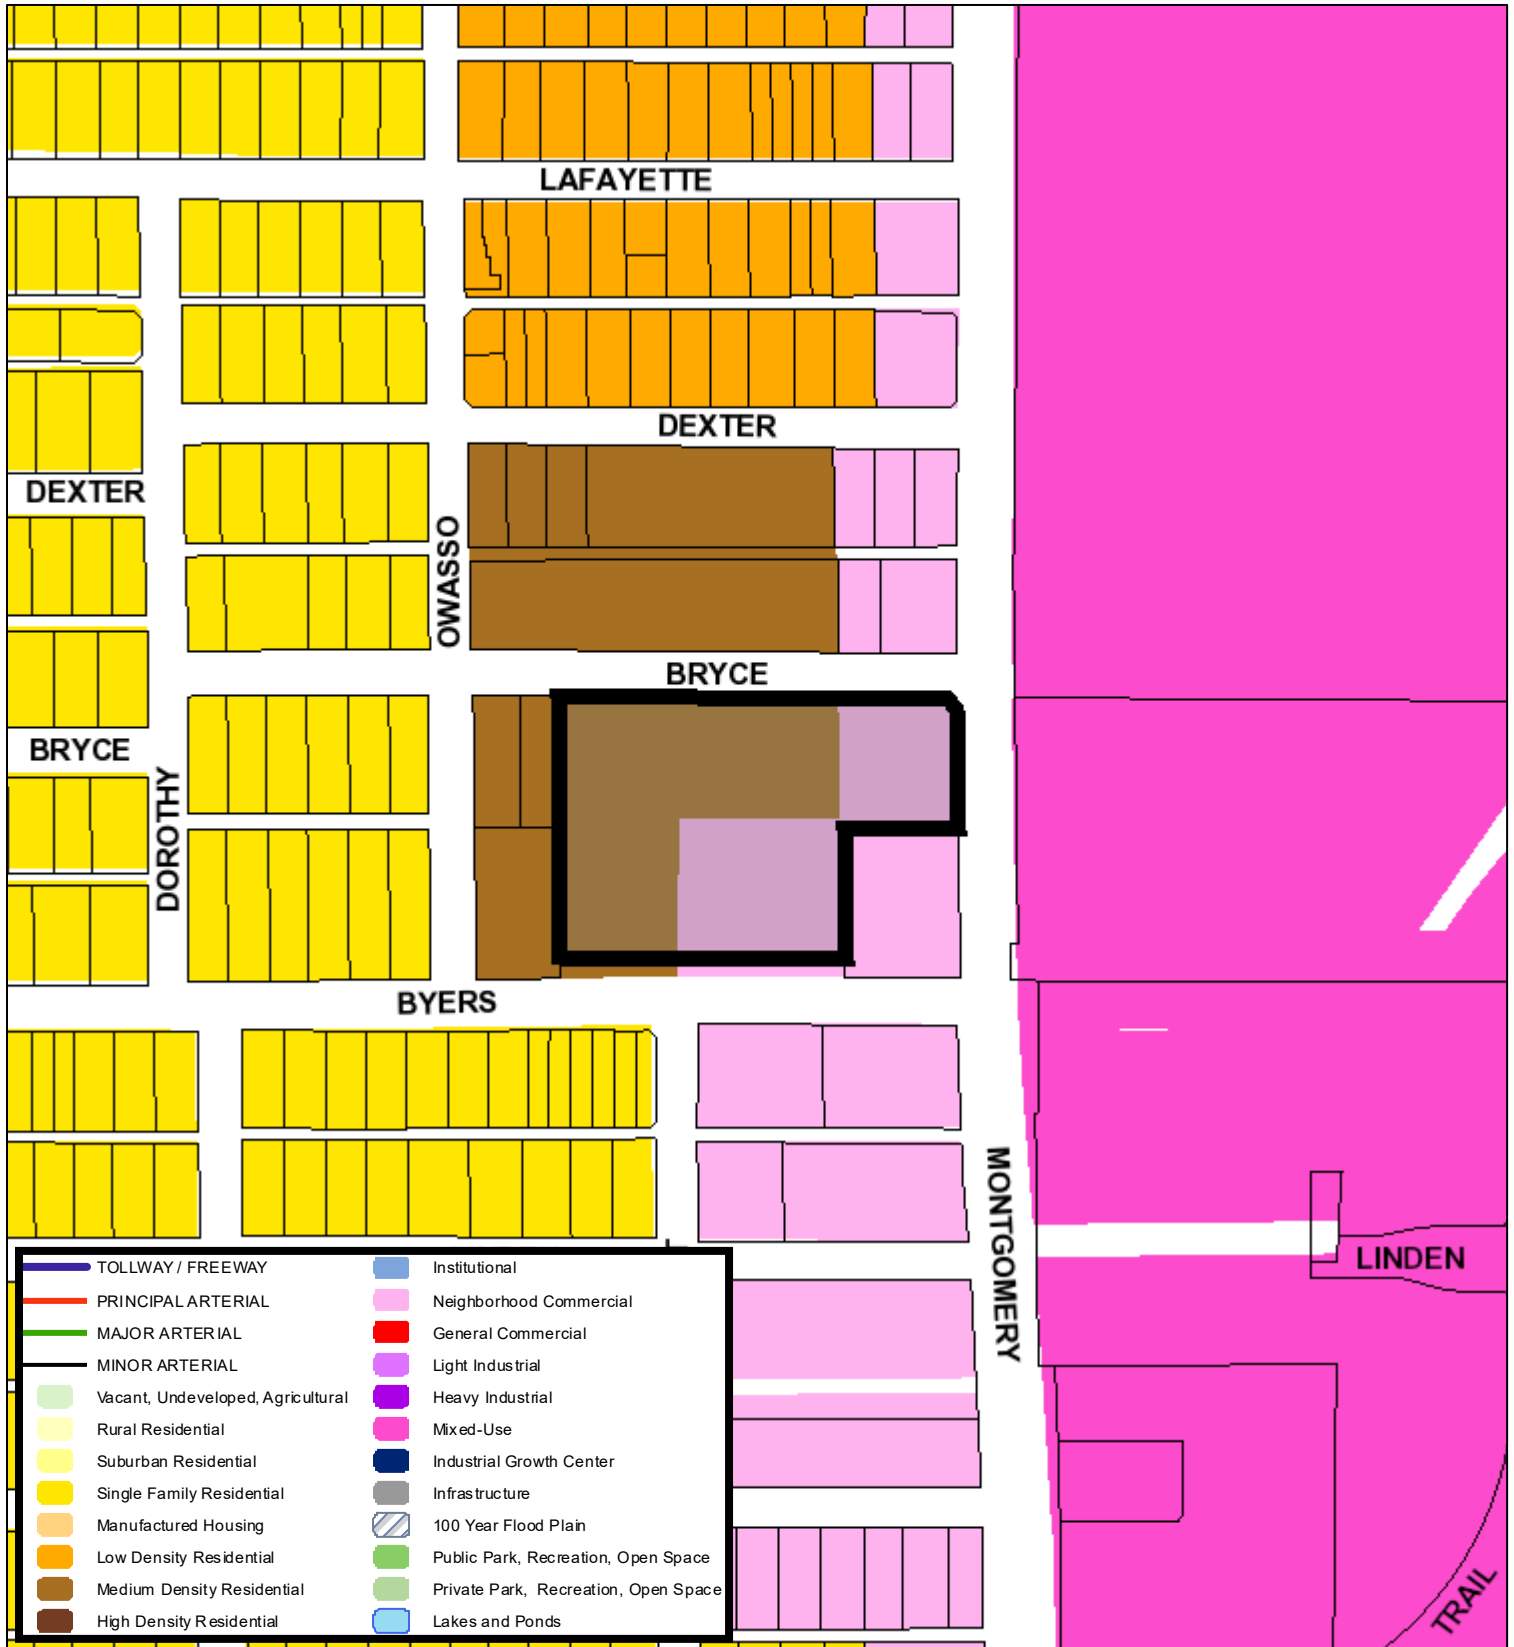 LAFAYETTE
DEXTER
DEXTER
OWASSO
BRYCE
BRYCE
DOROTHY
BYERS
MONTGOMERY
LINDEN
TRAIL
TOLLWAY / FREEWAY
PRINCIPAL ARTERIAL
MAJOR ARTERIAL
MINOR ARTERIAL
Vacant, Undeveloped, Agricultural
Rural Residential
Suburban Residential
Single Family Residential
Manufactured Housing
Low Density Residential
Medium Density Residential
High Density Residential
Institutional
Neighborhood Commercial
General Commercial
Light Industrial
Heavy Industrial
Mixed-Use
Industrial Growth Center
Infrastructure
100 Year Flood Plain
Public Park, Recreation, Open Space
Private Park, Recreation, Open Space
Lakes and Ponds